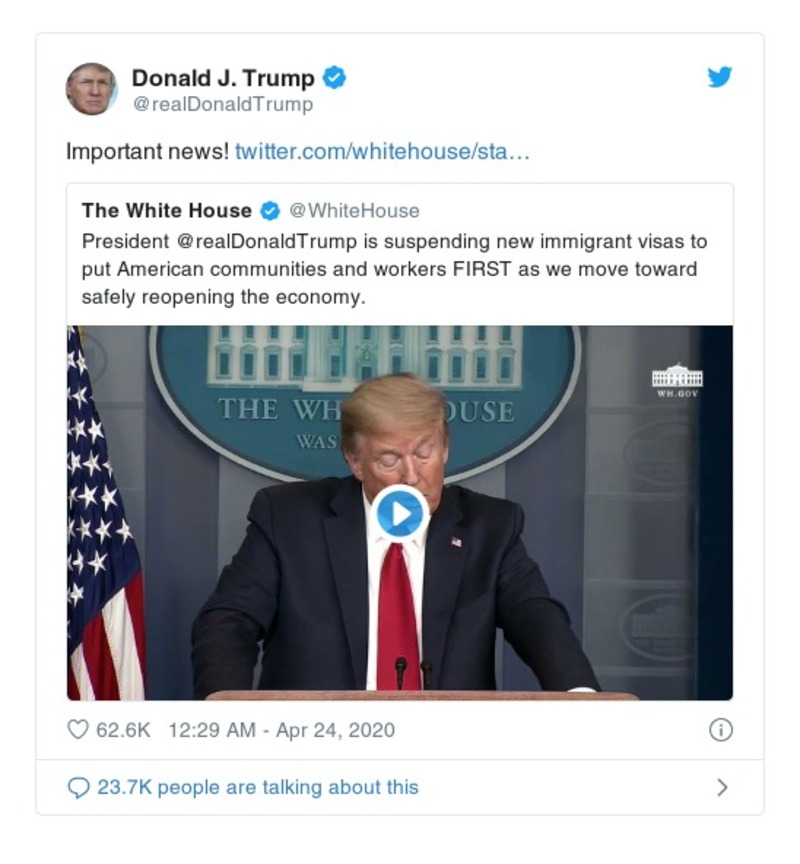 Donald J. Trump
@realDonaldTrump
Important news! twitter.com/whitehouse/sta…
The White House @WhiteHouse
President @realDonaldTrump is suspending new immigrant visas to
put American communities and workers FIRST as we move toward
safely reopening the economy.
WH.GOV
THE WH OUSE
WAS
62.6K 12:29 AM - Apr 24, 2020
23.7K people are talking about this